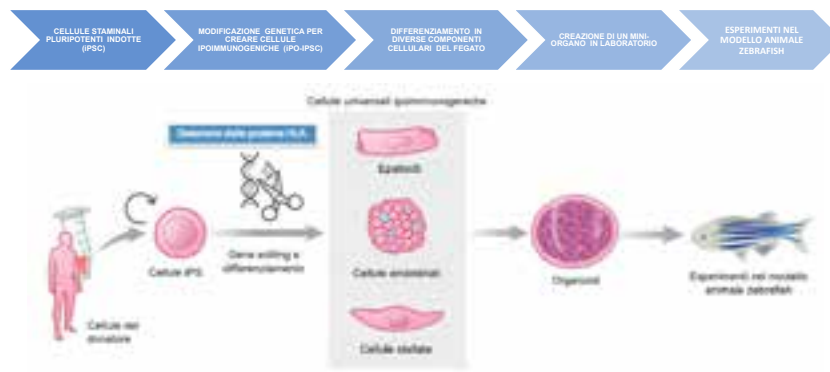 CELLULE STAMINALI
PLURIPOTENTI INDOTTE
(iPSC)
MODIFICAZIONE GENETICA PER
CREARE CELLULE
IPOIMMUNOGENICHE (iPO-IPSC)
DIFFERENZIAMENTO IN
DIVERSE COMPONENTI
CELLULARI DEL FEGATO
CREAZIONE DI UN MINI-
ORGANO IN LABORATORIO
ESPERIMENTI NEL
MODELLO ANIMALE
ZEBRAFISH
Cellule universali ipoimmunogeniche
delle proteine HLA
Epatociti
Cellule iPS
Gene editing e
differenziamento
Cellule endoteliali
Organoid
Esperimenti nel modello
animale zebrafish
Cellule del
donatore
Cellule stellate